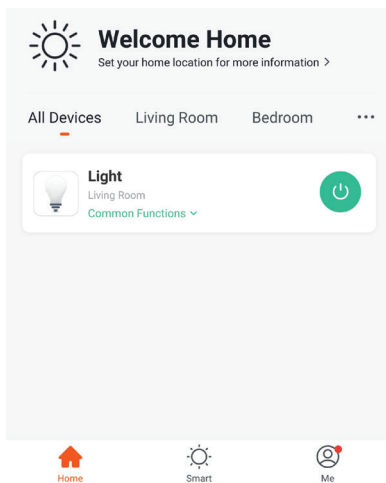 Welcome Home
Set your home location for more information >
All Devices Living Room Bedroom ...
Light
Living Room
Common Functions
Home Smart Me